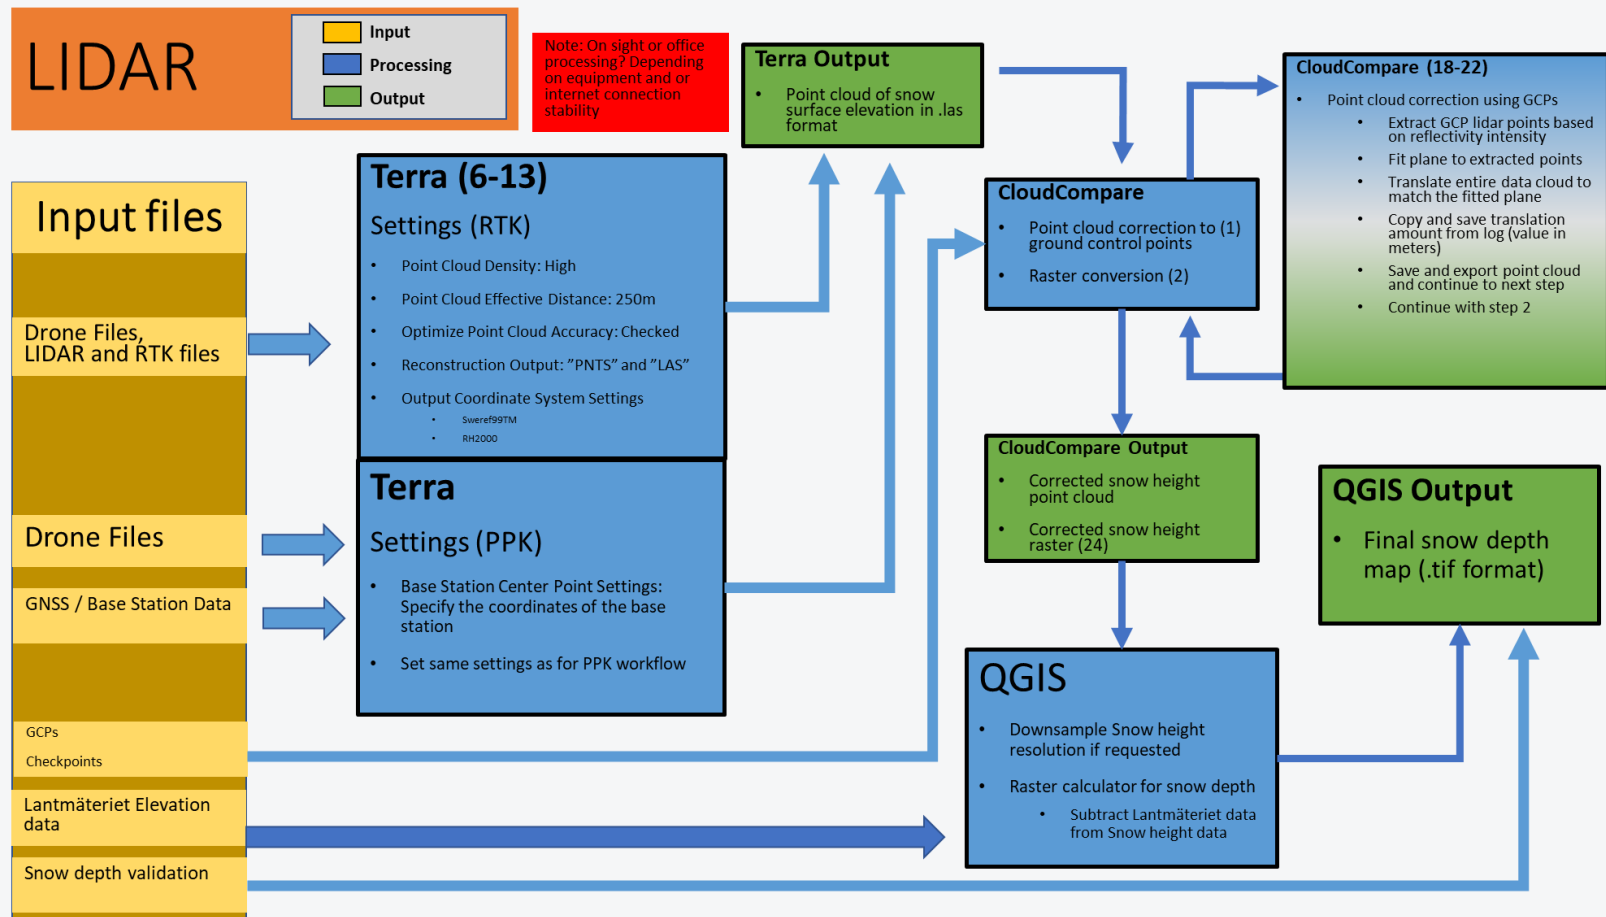 LIDAR
Input
Processing
Output
Note: On sight or office
processing? Depending
on equipment and or
internet connection
stability
Input files
Drone Files,
LIDAR and RTK files
Drone Files
GNSS / Base Station Data
GCPs
Checkpoints
Lantmäteriet Elevation
data
Snow depth validation
Terra (6-13)
Settings (RTK)
• Point Cloud Density: High
• Point Cloud Effective Distance: 250m
• Optimize Point Cloud Accuracy: Checked
• Reconstruction Output: ”PNTS” and ”LAS”
• Output Coordinate System Settings
• Sweref99TM
• RH2000
Terra
Settings (PPK)
• Base Station Center Point Settings:
Specify the coordinates of the base
station
• Set same settings as for PPK workflow
Terra Output
• Point cloud of snow
surface elevation in .las
format
CloudCompare
• Point cloud correction to (1)
ground control points
• Raster conversion (2)
CloudCompare (18-22)
• Point cloud correction using GCPs
• Extract GCP lidar points based
on reflectivity intensity
• Fit plane to extracted points
• Translate entire data cloud to
match the fitted plane
• Copy and save translation
amount from log (value in
meters)
• Save and export point cloud
and continue to next step
• Continue with step 2
CloudCompare Output
• Corrected snow height
point cloud
• Corrected snow height
raster (24)
QGIS
• Downsample Snow height
resolution if requested
• Raster calculator for snow depth
• Subtract Lantmäteriet data
from Snow height data
QGIS Output
• Final snow depth
map (.tif format)